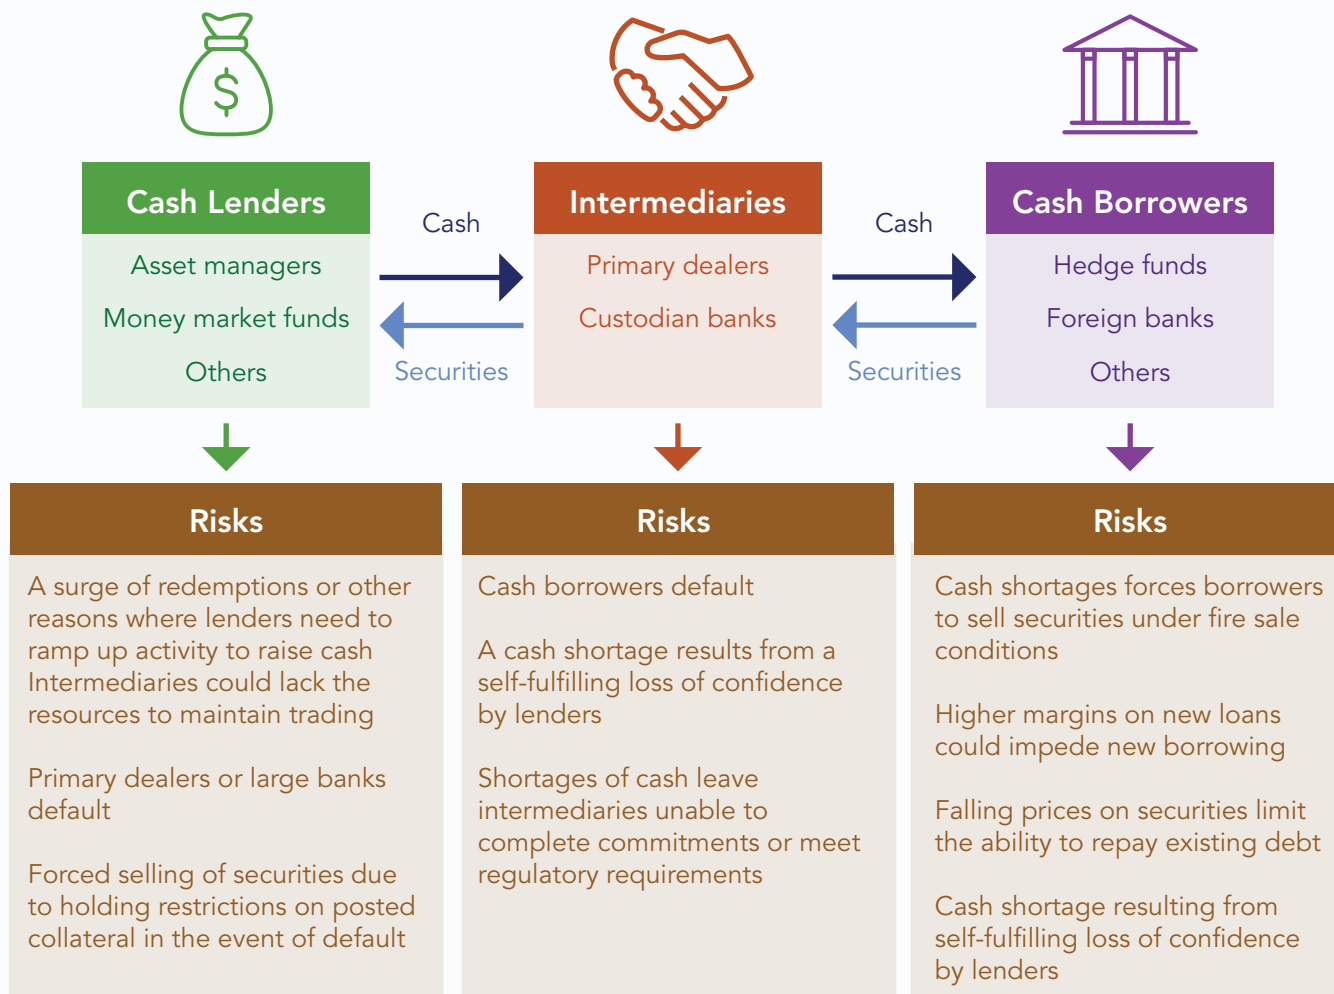 $
Cash Lenders
Asset managers
Money market funds
Others
Cash
Securities
Intermediaries
Primary dealers
Custodian banks
Cash
Securities
Cash Borrowers
Hedge funds
Foreign banks
Others
Risks
A surge of redemptions or other
reasons where lenders need to
ramp up activity to raise cash
Intermediaries could lack the
resources to maintain trading
Primary dealers or large banks
default
Forced selling of securities due
to holding restrictions on posted
collateral in the event of default
Risks
Cash borrowers default
A cash shortage results from a
self-fulfilling loss of confidence
by lenders
Shortages of cash leave
intermediaries unable to
complete commitments or meet
regulatory requirements
Risks
Cash shortages forces borrowers
to sell securities under fire sale
conditions
Higher margins on new loans
could impede new borrowing
Falling prices on securities limit
the ability to repay existing debt
Cash shortage resulting from
self-fulfilling loss of confidence
by lenders